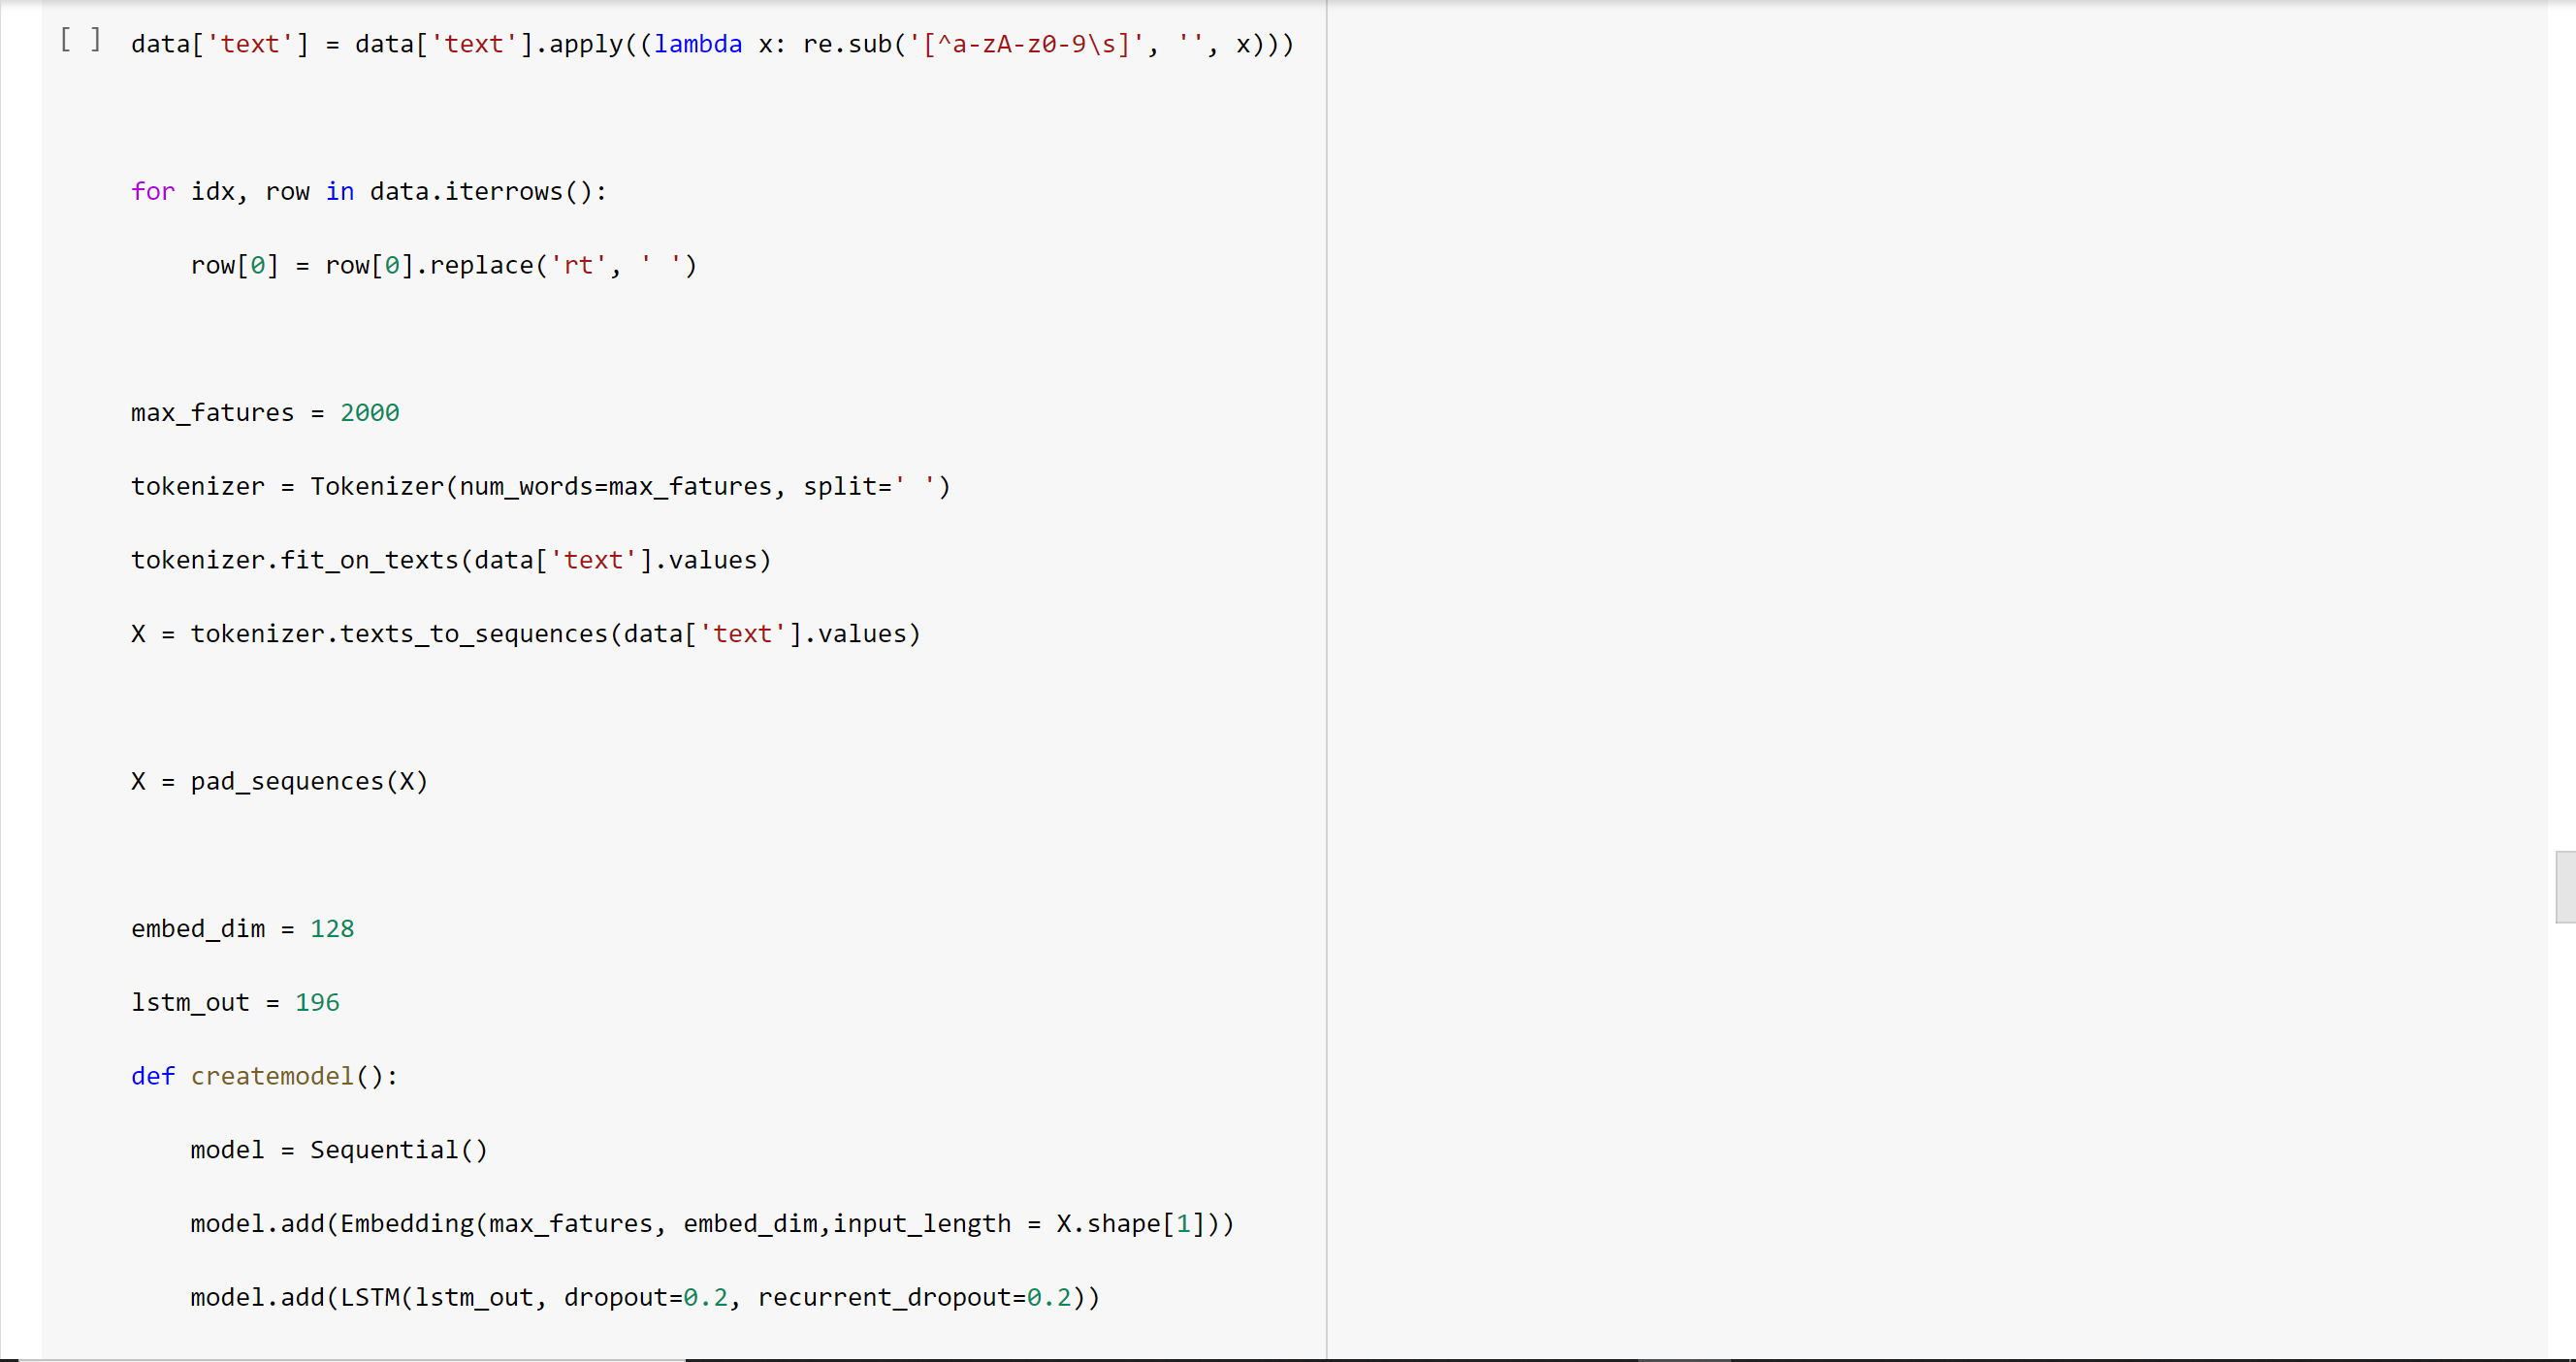 [ ] data['text'] = data['text'].apply((lambda x: re.sub('[^a-zA-z0-9\s]', '', x)))
for idx, row in data.iterrows():
    row[0] = row[0].replace('rt', ' ')
max_fatures = 2000
tokenizer = Tokenizer(num_words=max_fatures, split=' ')
tokenizer.fit_on_texts(data['text'].values)
X = tokenizer.texts_to_sequences(data['text'].values)
X = pad_sequences(X)
embed_dim = 128
lstm_out = 196
def createmodel():
    model = Sequential()
    model.add(Embedding(max_fatures, embed_dim,input_length = X.shape[1]))
    model.add(LSTM(lstm_out, dropout=0.2, recurrent_dropout=0.2))